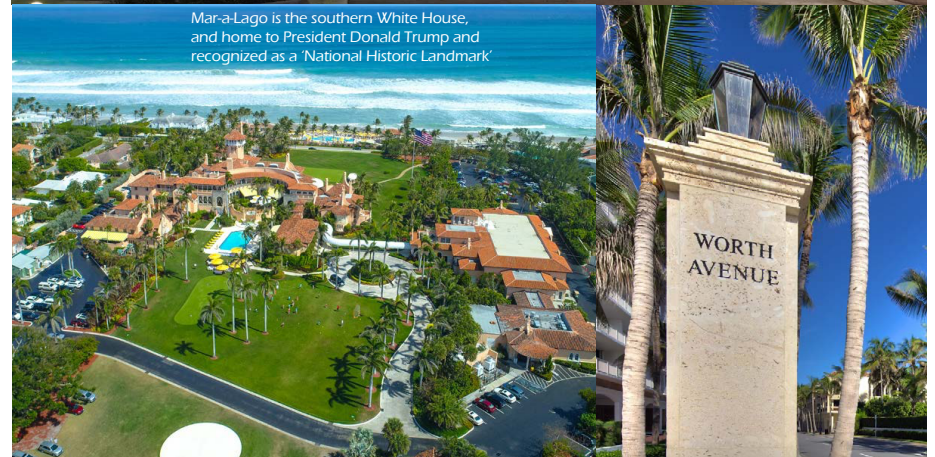 Mar-a-Lago is the southern White House,
and home to President Donald Trump and
recognized as a ‘National Historic Landmark’
WORTH
AVENUE